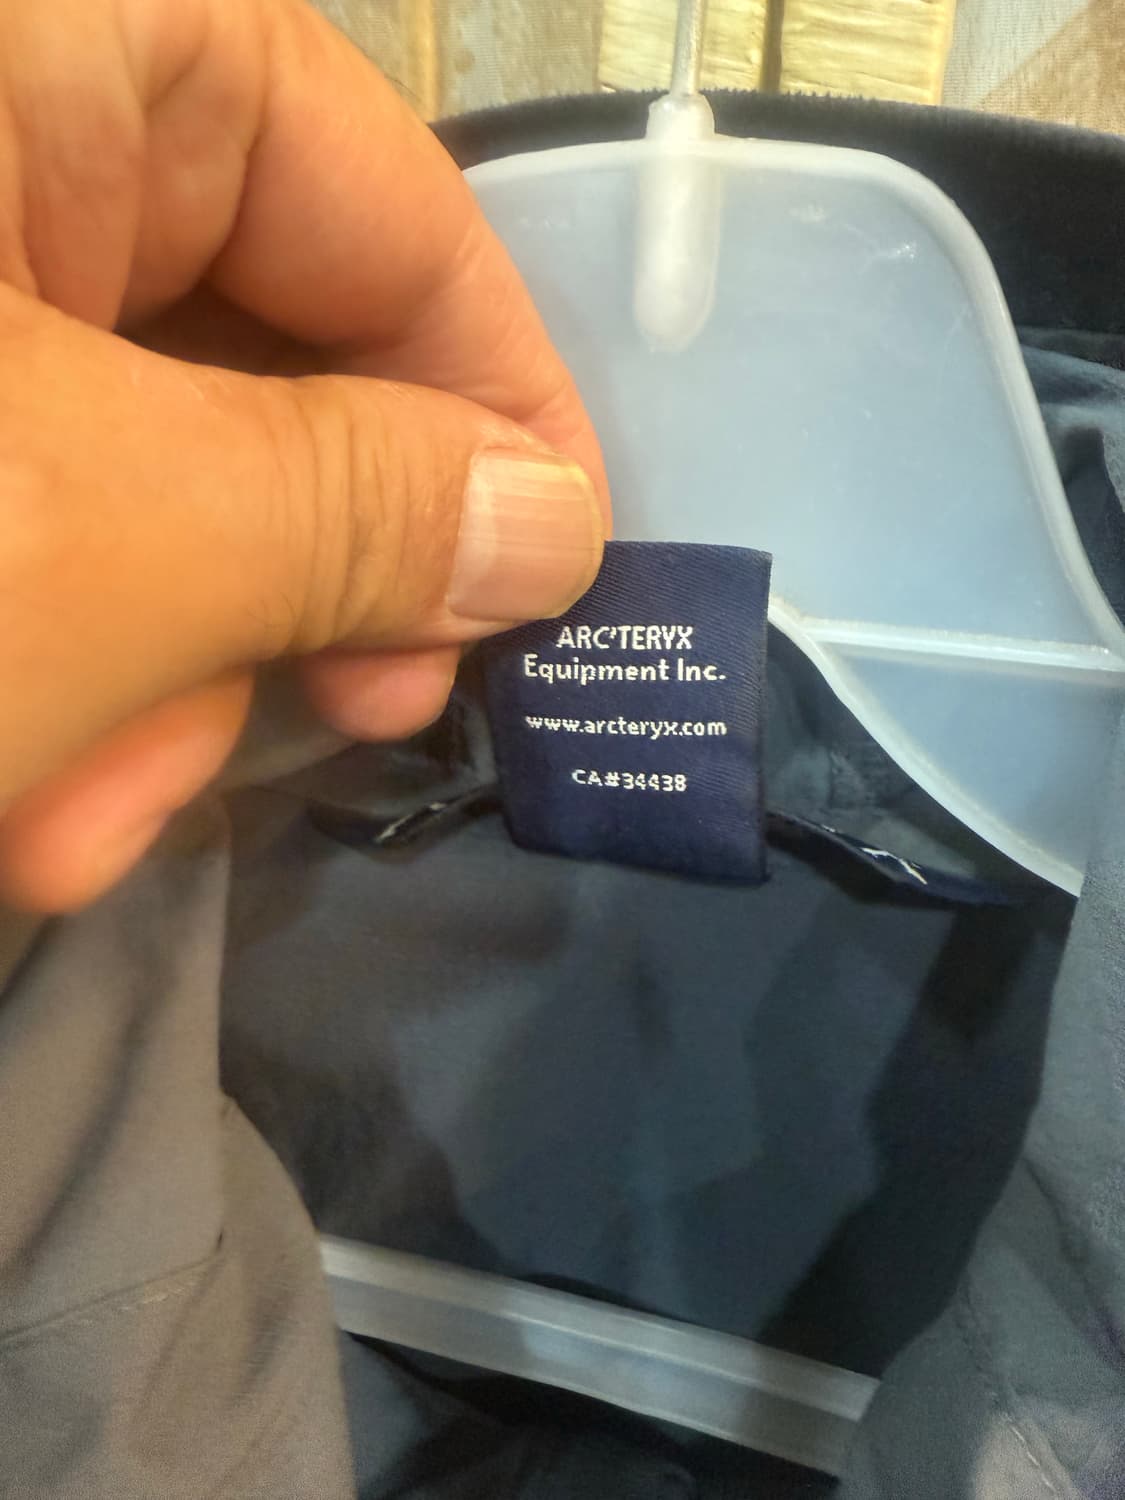 ARC'TERYX
Equipment Inc.
www.arcteryx.com
CA#34438